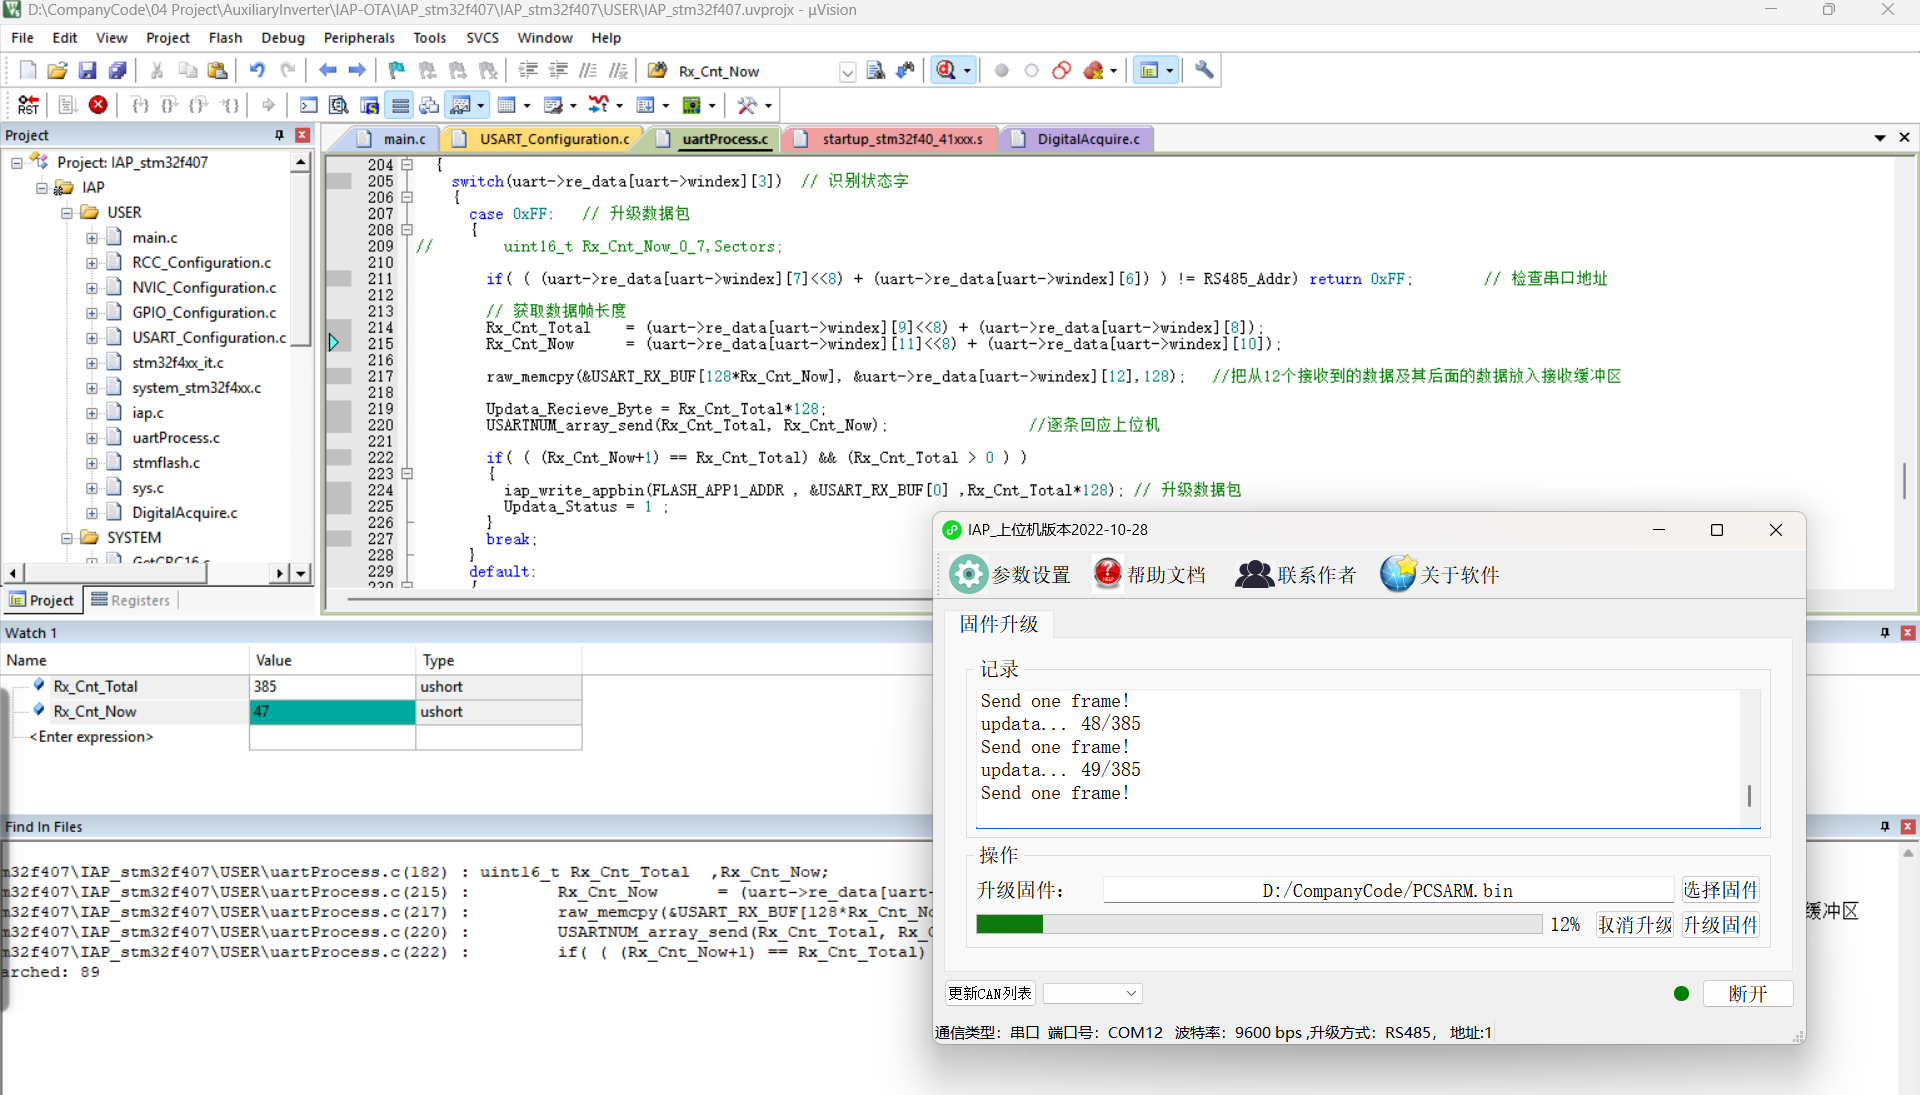 D:\CompanyCode\04 Project\AuxiliaryInverter\IAP-OTA\IAP_stm32f407\IAP_stm32f407\USER\IAP_stm32f407.uvprojx - µVision
File Edit View Project Flash Debug Peripherals Tools SVCS Window Help
Rx_Cnt_Now
RST
Project
main.c USART_Configuration.c uartProcess.c startup_stm32f40_41xxx.s DigitalAcquire.c
Project: IAP_stm32f407
IAP
USER
main.c
RCC_Configuration.c
NVIC_Configuration.c
GPIO_Configuration.c
USART_Configuration.c
stm32f4xx_it.c
system_stm32f4xx.c
iap.c
uartProcess.c
stmflash.c
sys.c
DigitalAcquire.c
SYSTEM
GetCRC16.c
Project Registers
204 {
205 switch(uart->re_data[uart->windex][3]) // 识别状态字
206 {
207 case 0xFF: // 升级数据包
208 {
209 // uint16_t Rx_Cnt_Now_0_7,Sectors;
210
211 if( ( (uart->re_data[uart->windex][7]<<8) + (uart->re_data[uart->windex][6]) ) != RS485_Addr) return 0xFF; // 检查串口地址
212
213 // 获取数据帧长度
214 Rx_Cnt_Total = (uart->re_data[uart->windex][9]<<8) + (uart->re_data[uart->windex][8]);
215 Rx_Cnt_Now = (uart->re_data[uart->windex][11]<<8) + (uart->re_data[uart->windex][10]);
216
217 raw_memcpy(&USART_RX_BUF[128*Rx_Cnt_Now], &uart->re_data[uart->windex][12],128); //把从12个接收到的数据及其后面的数据放入接收缓冲区
218
219 Updata_Recieve_Byte = Rx_Cnt_Total*128;
220 USARTNUM_array_send(Rx_Cnt_Total, Rx_Cnt_Now); //逐条回应上位机
221
222 if( ( (Rx_Cnt_Now+1) == Rx_Cnt_Total) && (Rx_Cnt_Total > 0 ) )
223 {
224 iap_write_appbin(FLASH_APP1_ADDR , &USART_RX_BUF[0] ,Rx_Cnt_Total*128); // 升级数据包
225 Updata_Status = 1 ;
226 }
227 break;
228 }
229 default:
230 {
Watch 1
Name Value Type
Rx_Cnt_Total 385 ushort
Rx_Cnt_Now 47 ushort
<Enter expression>
Find In Files
m32f407\IAP_stm32f407\USER\uartProcess.c(182) : uint16_t Rx_Cnt_Total ,Rx_Cnt_Now;
m32f407\IAP_stm32f407\USER\uartProcess.c(215) : Rx_Cnt_Now = (uart->re_data[uart-
m32f407\IAP_stm32f407\USER\uartProcess.c(217) : raw_memcpy(&USART_RX_BUF[128*Rx_Cnt_No 缓冲区
m32f407\IAP_stm32f407\USER\uartProcess.c(220) : USARTNUM_array_send(Rx_Cnt_Total, Rx_C
m32f407\IAP_stm32f407\USER\uartProcess.c(222) : if( ( (Rx_Cnt_Now+1) == Rx_Cnt_Total)
arched: 89
IAP_上位机版本2022-10-28
参数设置 HELP 帮助文档 联系作者 关于软件
固件升级
记录
Send one frame!
updata... 48/385
Send one frame!
updata... 49/385
Send one frame!
操作
升级固件: D:/CompanyCode/PCSARM.bin 选择固件
12% 取消升级 升级固件
更新CAN列表 断开
通信类型: 串口 端口号: COM12 波特率: 9600 bps ,升级方式: RS485, 地址:1